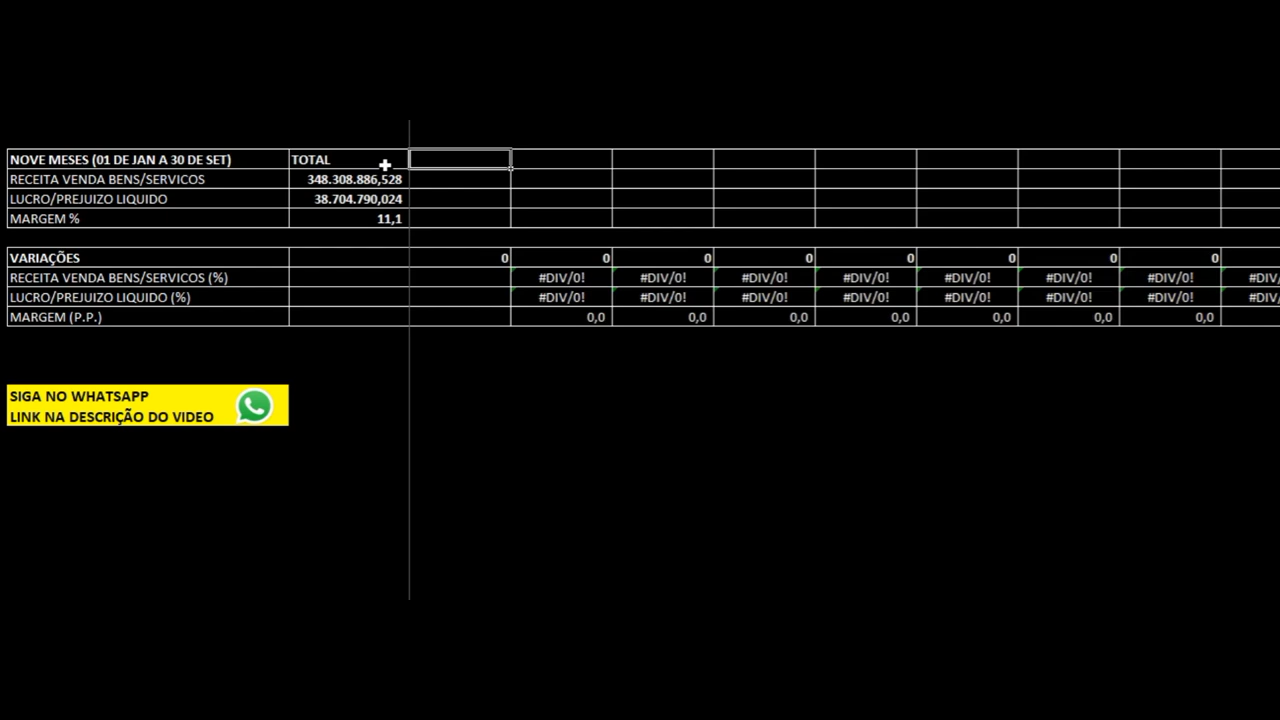 NOVE MESES (01 DE JAN A 30 DE SET) TOTAL
RECEITA VENDA BENS/SERVICOS 348.308.886,528
LUCRO/PREJUIZO LIQUIDO 38.704.790,024
MARGEM % 11,1
VARIAÇÕES 0 0 0 0 0 0 0 0
RECEITA VENDA BENS/SERVICOS (%) #DIV/0! #DIV/0! #DIV/0! #DIV/0! #DIV/0! #DIV/0! #DIV/0! #DIV/
LUCRO/PREJUIZO LIQUIDO (%) #DIV/0! #DIV/0! #DIV/0! #DIV/0! #DIV/0! #DIV/0! #DIV/0! #DIV/
MARGEM (P.P.) 0,0 0,0 0,0 0,0 0,0 0,0 0,0
SIGA NO WHATSAPP
LINK NA DESCRIÇÃO DO VIDEO